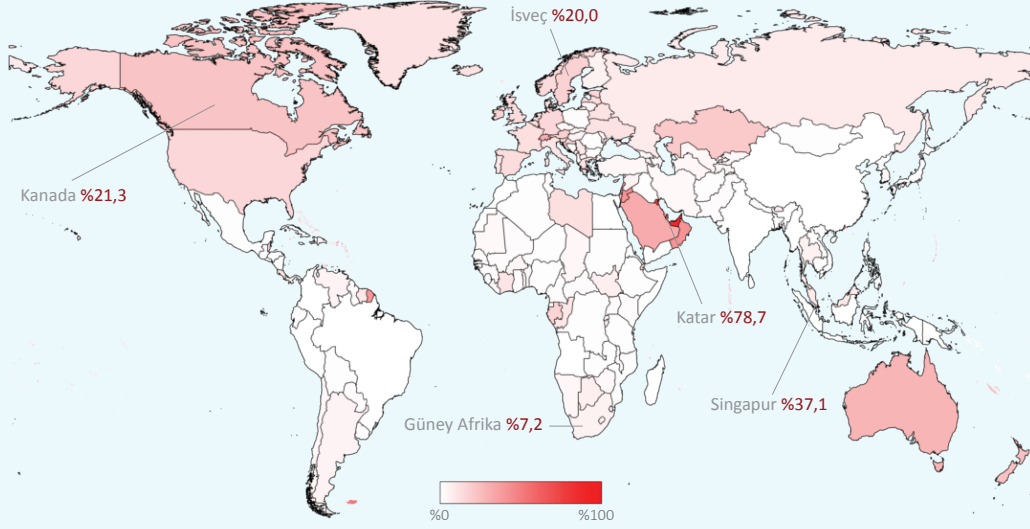 İsveç %20,0
Kanada %21,3
Katar %78,7
Singapur %37,1
Güney Afrika %7,2
%0
%100